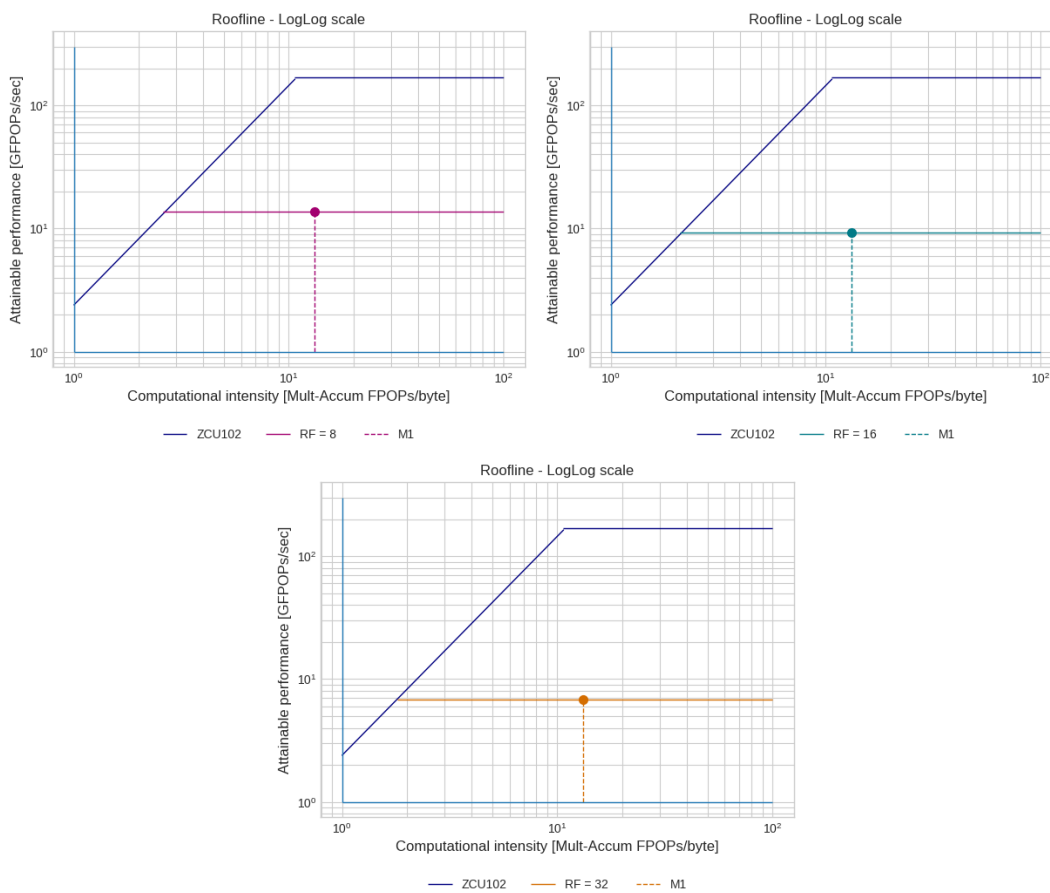 Roofline - LogLog scale
Attainable performance [GFPOPs/sec]
10²
10¹
10⁰
10⁰ 10¹ 10²
Computational intensity [Mult-Accum FPOPs/byte]
ZCU102 RF = 8 M1
Roofline - LogLog scale
Attainable performance [GFPOPs/sec]
10²
10¹
10⁰
10⁰ 10¹ 10²
Computational intensity [Mult-Accum FPOPs/byte]
ZCU102 RF = 16 M1
Roofline - LogLog scale
Attainable performance [GFPOPs/sec]
10²
10¹
10⁰
10⁰ 10¹ 10²
Computational intensity [Mult-Accum FPOPs/byte]
ZCU102 RF = 32 M1